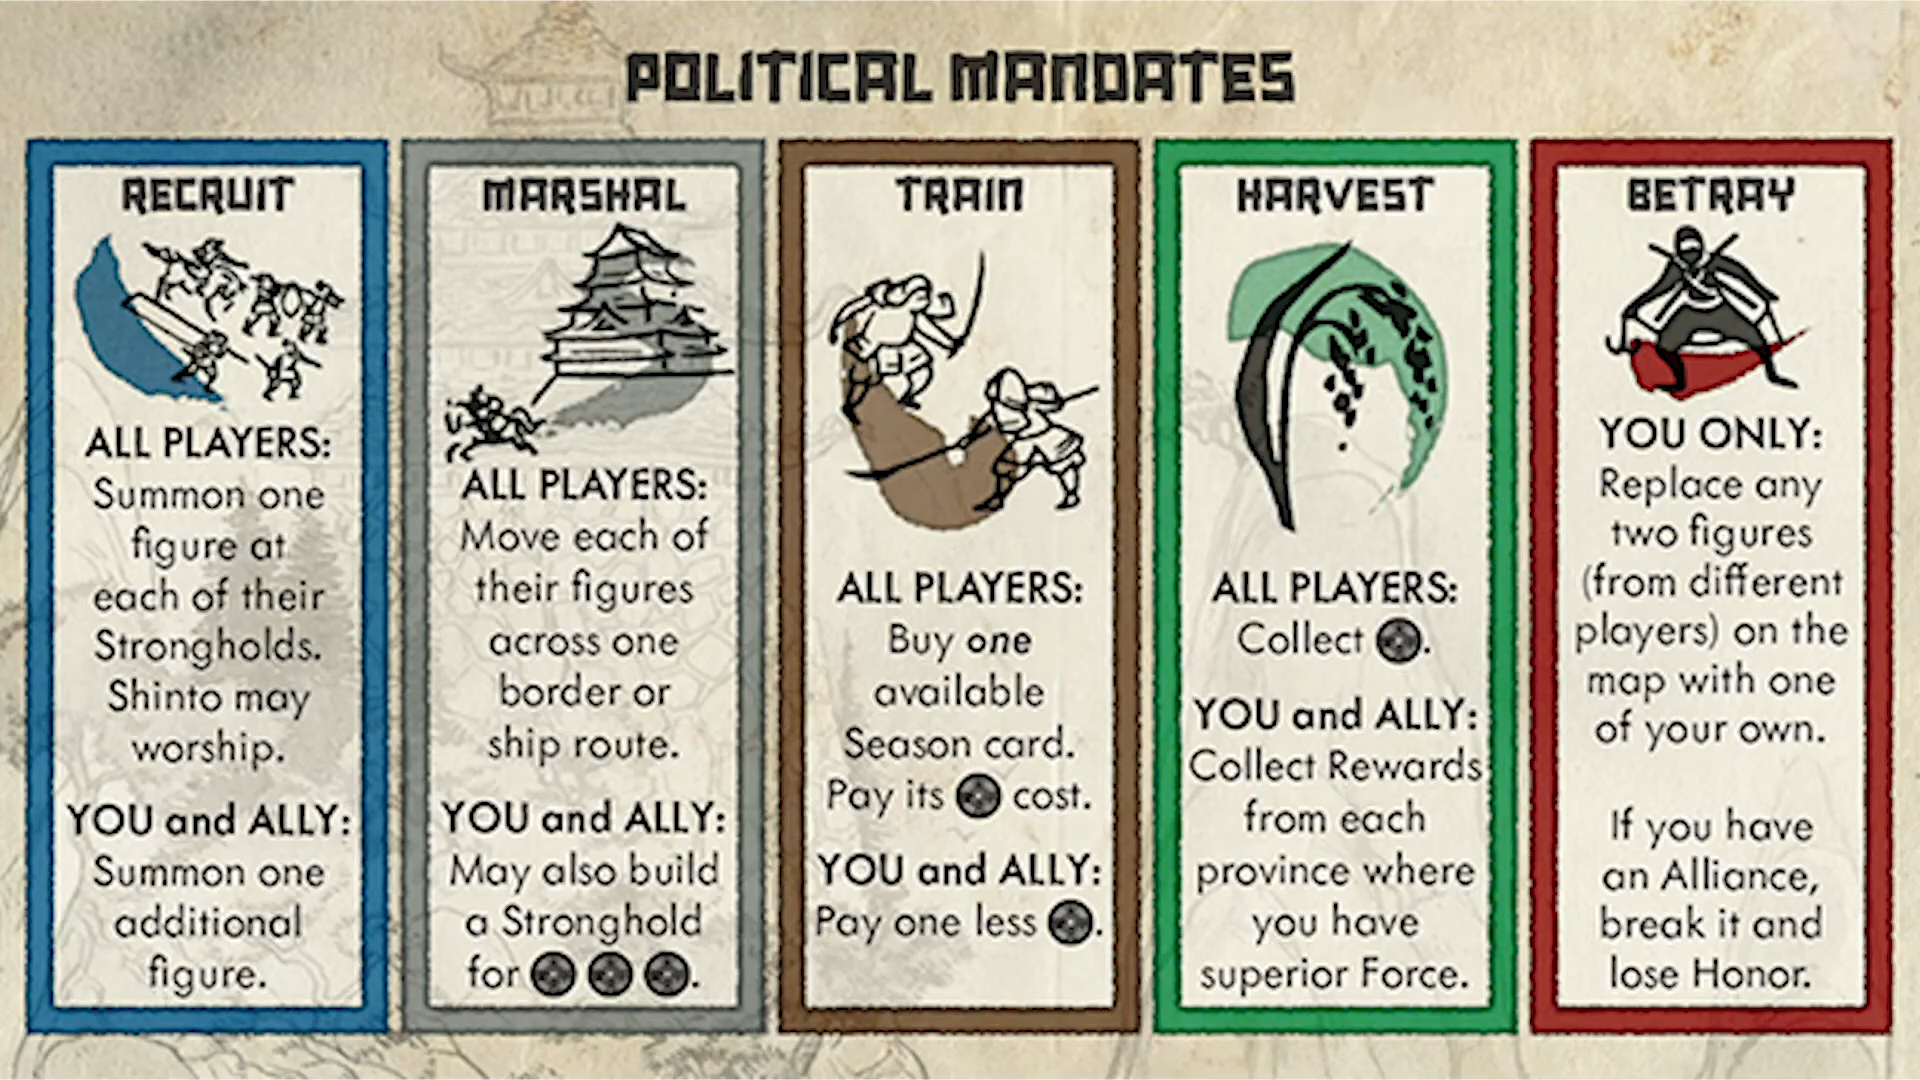 POLITICAL MANDATES
RECRUIT
ALL PLAYERS:
Summon one
figure at
each of their
Strongholds.
Shinto may
worship.
YOU and ALLY:
Summon one
additional
figure.
MARSHAL
ALL PLAYERS:
Move each of
their figures
across one
border or
ship route.
YOU and ALLY:
May also build
a Stronghold
for .
TRAIN
ALL PLAYERS:
Buy one
available
Season card.
Pay its cost.
YOU and ALLY:
Pay one less .
HARVEST
ALL PLAYERS:
Collect .
YOU and ALLY:
Collect Rewards
from each
province where
you have
superior Force.
BETRAY
YOU ONLY:
Replace any
two figures
(from different
players) on the
map with one
of your own.
If you have
an Alliance,
break it and
lose Honor.